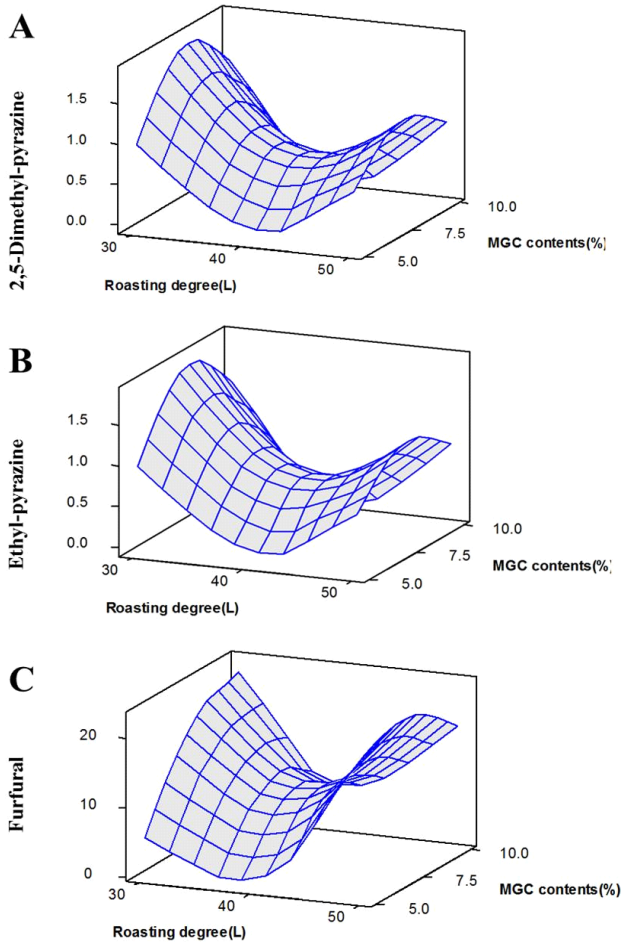 A
2,5-Dimethyl-pyrazine
1.5
1.0
0.5
0.0
30
40
50
5.0
7.5
10.0
Roasting degree(L)
MGC contents(%)
B
Ethyl-pyrazine
1.5
1.0
0.5
0.0
30
40
50
5.0
7.5
10.0
Roasting degree(L)
MGC contents(%)
C
Furfural
20
10
0
30
40
50
5.0
7.5
10.0
Roasting degree(L)
MGC contents(%)